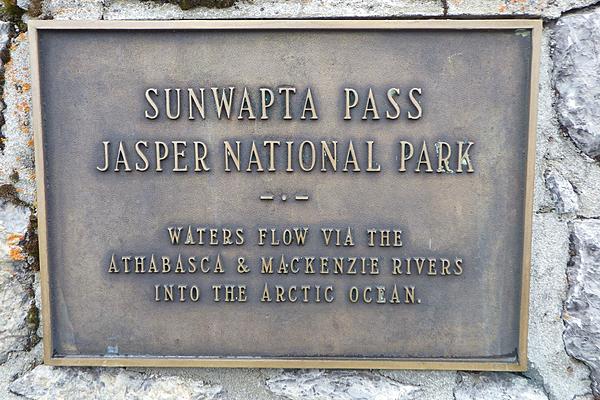 SUNWAPTA PASS
JASPER NATIONAL PARK
WATERS FLOW VIA THE
ATHABASCA & MACKENZIE RIVERS
INTO THE ARCTIC OCEAN.